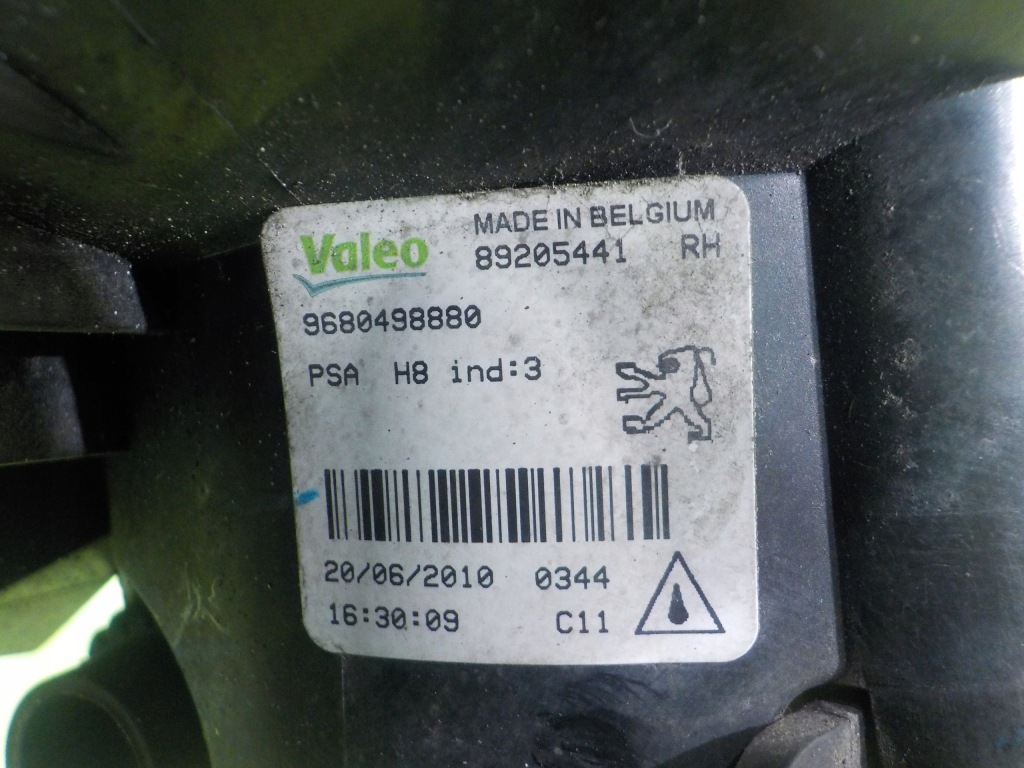 Valeo
MADE IN BELGIUM
89205441 RH
9680498880
PSA H8 ind:3
20/06/2010 0344
16:30:09 C11